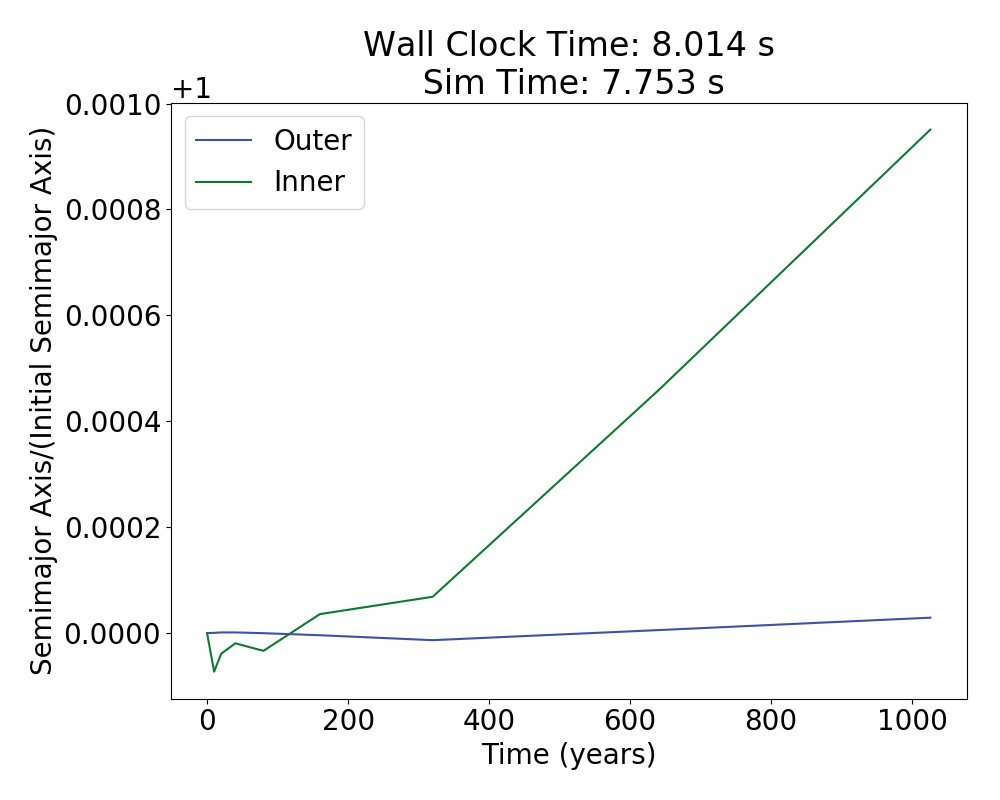 Wall Clock Time: 8.014 s
Sim Time: 7.753 s
+1
0.0010
0.0008
0.0006
0.0004
0.0002
0.0000
Semimajor Axis/(Initial Semimajor Axis)
Outer
Inner
0 200 400 600 800 1000
Time (years)